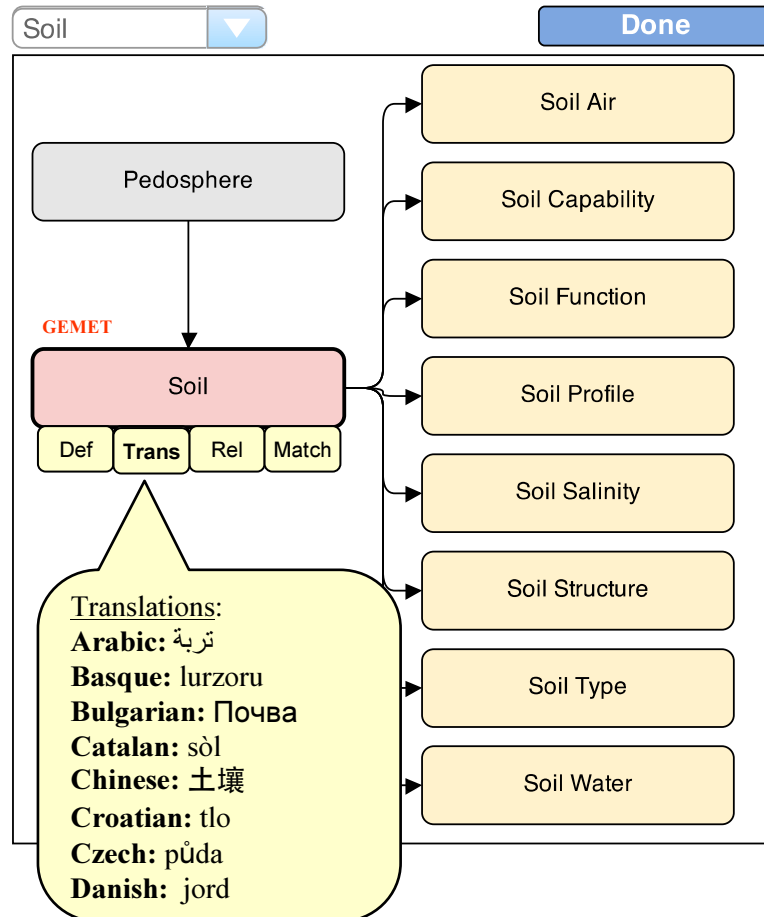 Soil
Done
Soil Air
Pedosphere
Soil Capability
Soil Function
GEMET
Soil
Soil Profile
Def
Trans
Rel
Match
Soil Salinity
Soil Structure
Translations:
Arabic: تربة
Basque: lurzoru
Bulgarian: Почва
Catalan: sòl
Chinese: 土壤
Croatian: tlo
Czech: půda
Danish: jord
Soil Type
Soil Water